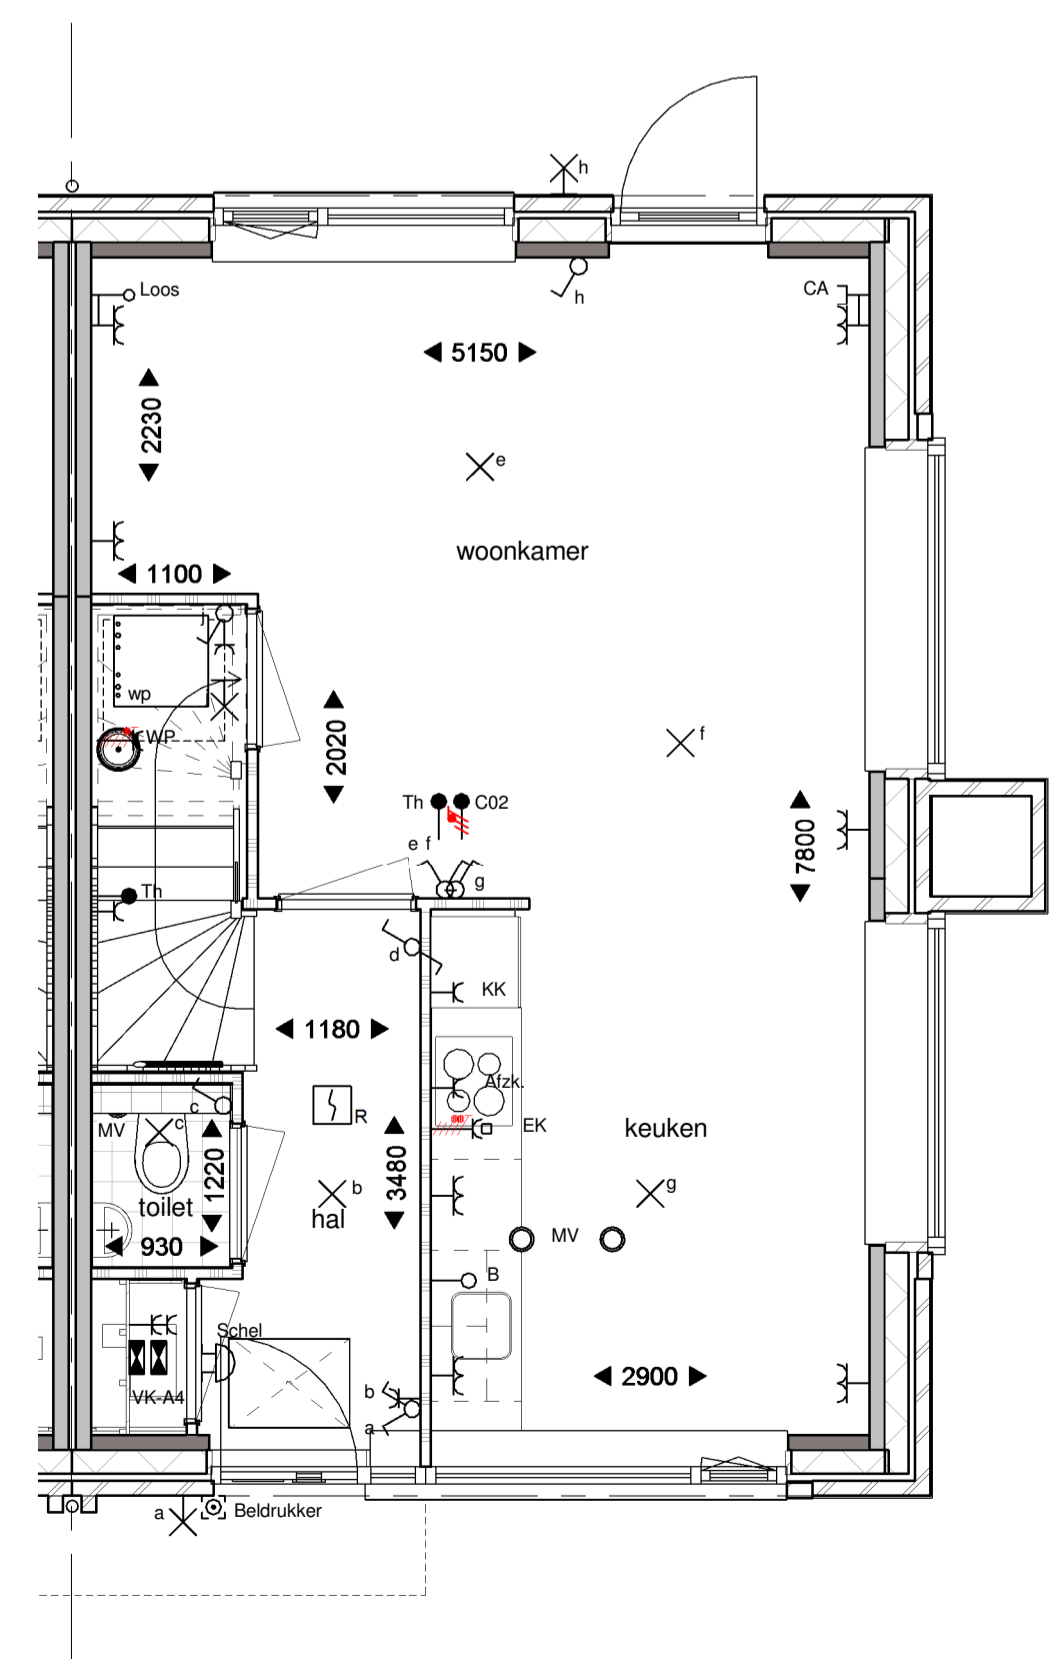 h
h
Loos
CA
5150
2230
e
woonkamer
1100
j
wp
WP
2020
f
Th
C02
7800
e f
g
Th
d
KK
1180
Afzk.
R
EK
c
MV
c
keuken
1220
3480
toilet
b
hal
g
930
MV
B
Schel
2900
VK-A4
b
a
a
Beldrukker